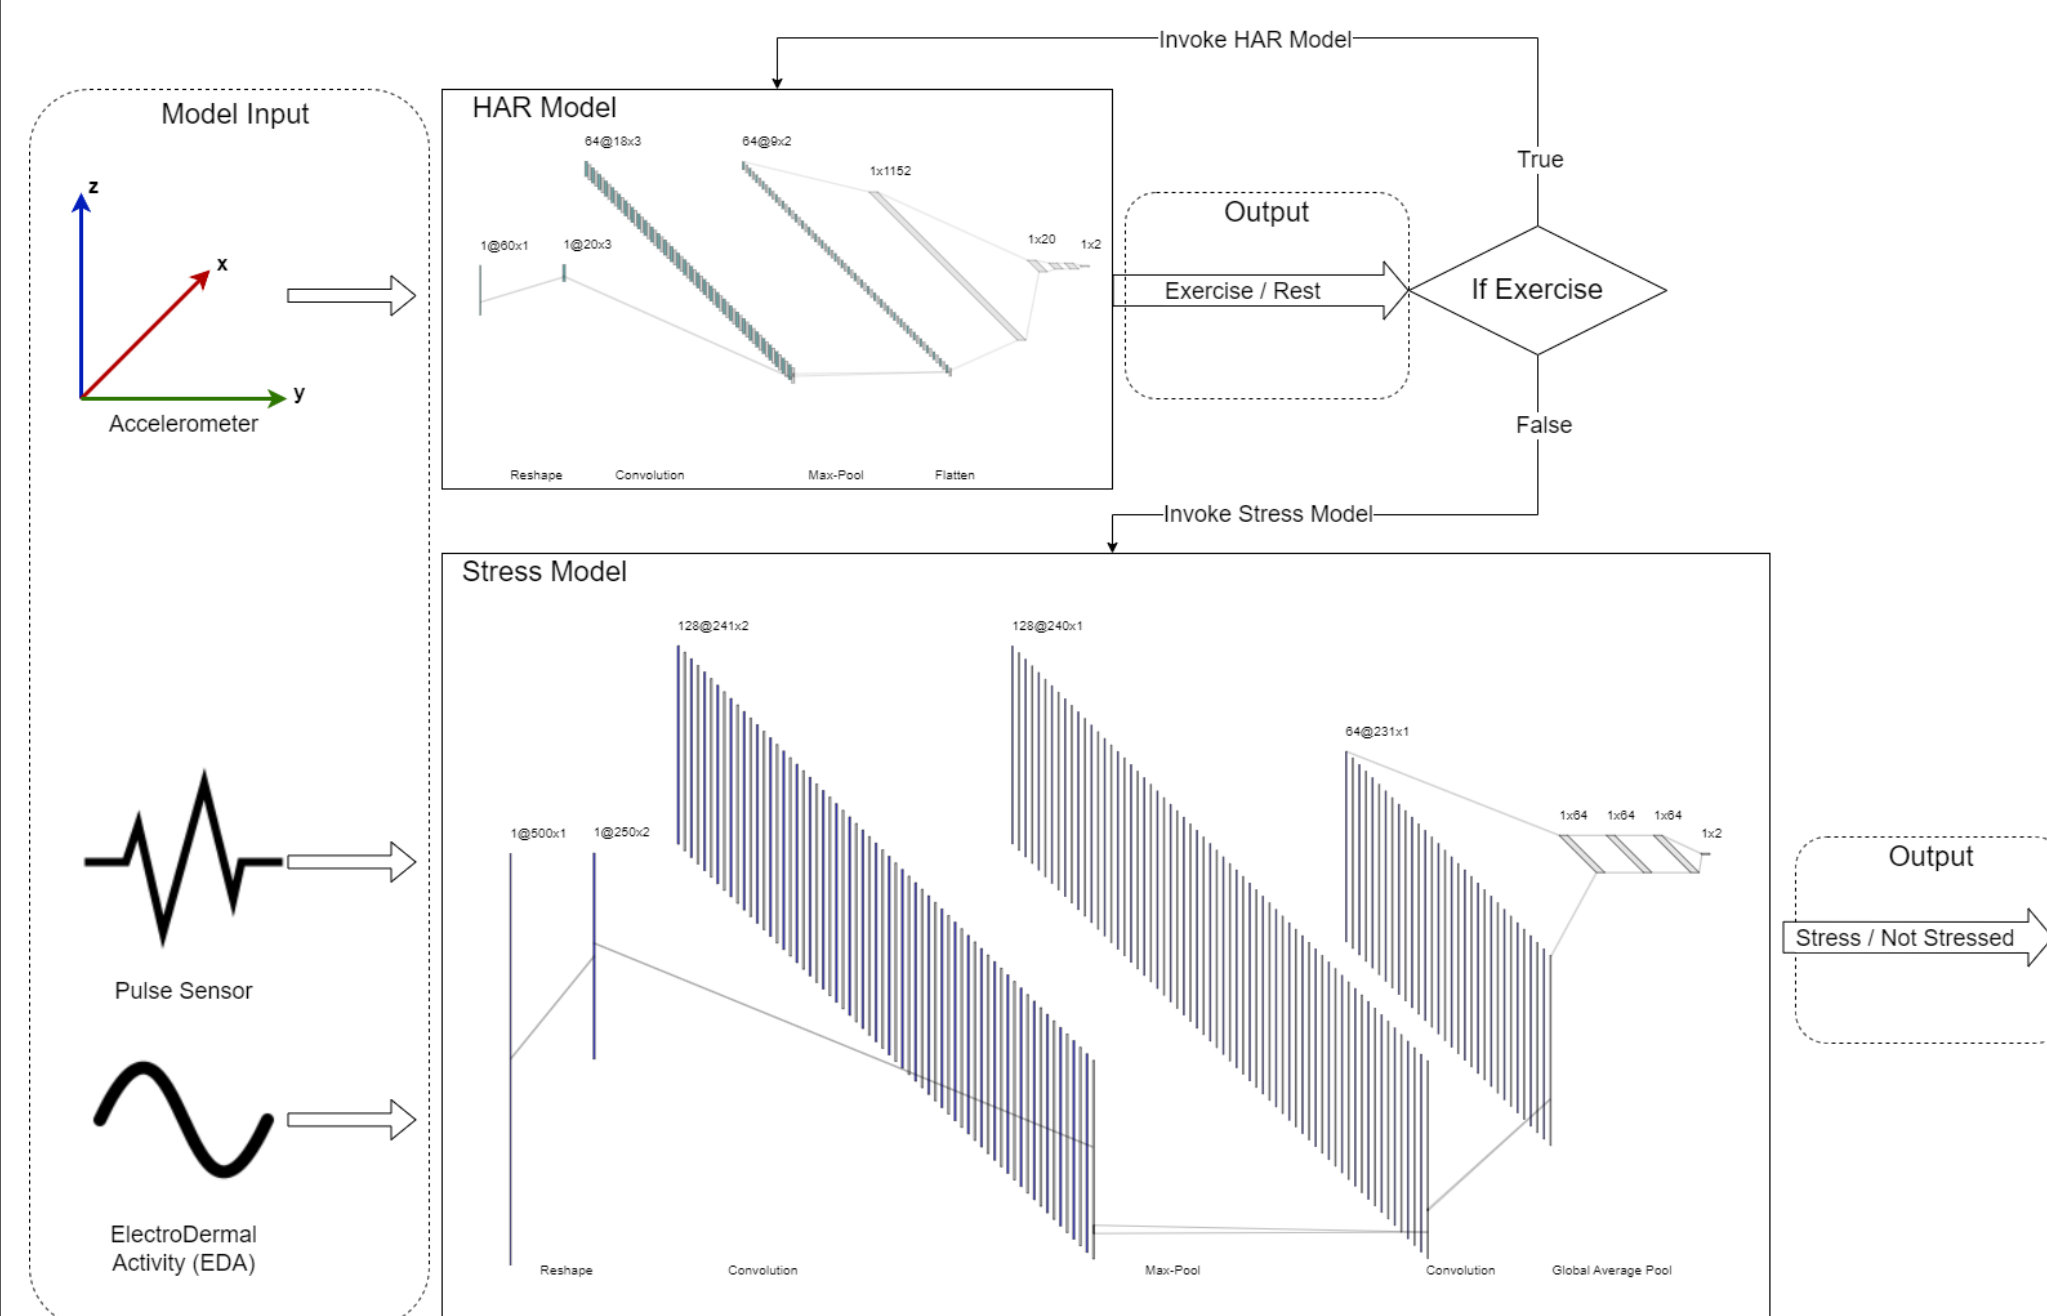 Invoke HAR Model
Model Input
HAR Model
64@18x3
64@9x2
1x1152
True
z
Output
1@60x1
1@20x3
1x20
1x2
x
Exercise / Rest
If Exercise
y
Accelerometer
False
Reshape
Convolution
Max-Pool
Flatten
Invoke Stress Model
Stress Model
128@241x2
128@240x1
64@231x1
1@500x1
1@250x2
1x64
1x64
1x64
1x2
Output
Stress / Not Stressed
Pulse Sensor
ElectroDermal
Activity (EDA)
Reshape
Convolution
Max-Pool
Convolution
Global Average Pool